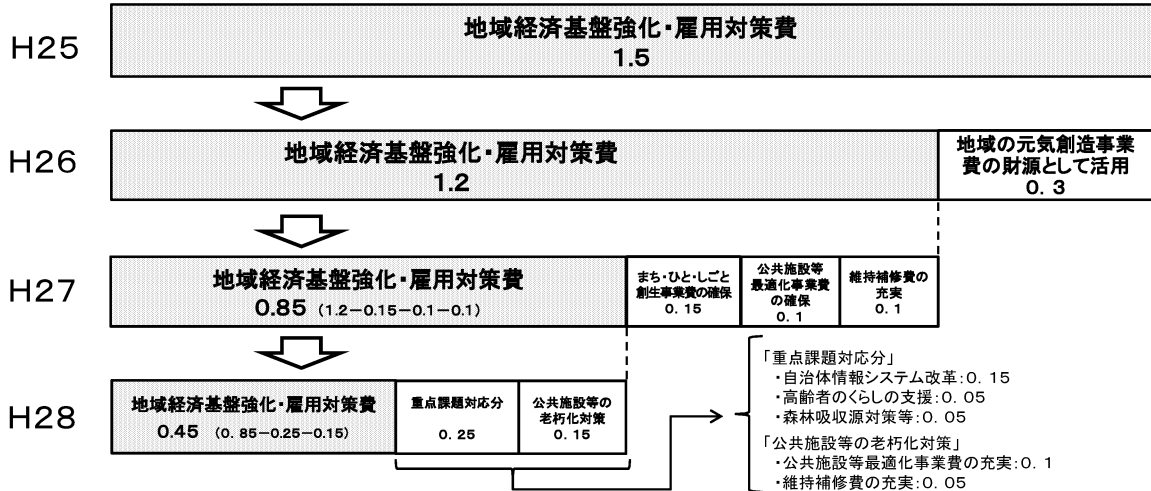 H25
地域経済基盤強化・雇用対策費
1.5
H26
地域経済基盤強化・雇用対策費
1.2
地域の元気創造事業
費の財源として活用
0．3
H27
地域経済基盤強化・雇用対策費
0.85 (1.2－0.15－0.1－0.1)
まち・ひと・しごと
創生事業費の確保
0．15
公共施設等
最適化事業費
の確保
0．1
維持補修費の
充実
0．1
H28
地域経済基盤強化・雇用対策費
0.45 (0．85－0.25－0.15)
重点課題対応分
0．25
公共施設等の
老朽化対策
0．15
「重点課題対応分」
・自治体情報システム改革：0．15
・高齢者のくらしの支援：0．05
・森林吸収源対策等：0．05
「公共施設等の老朽化対策」
・公共施設等最適化事業費の充実：0．1
・維持補修費の充実：0．05